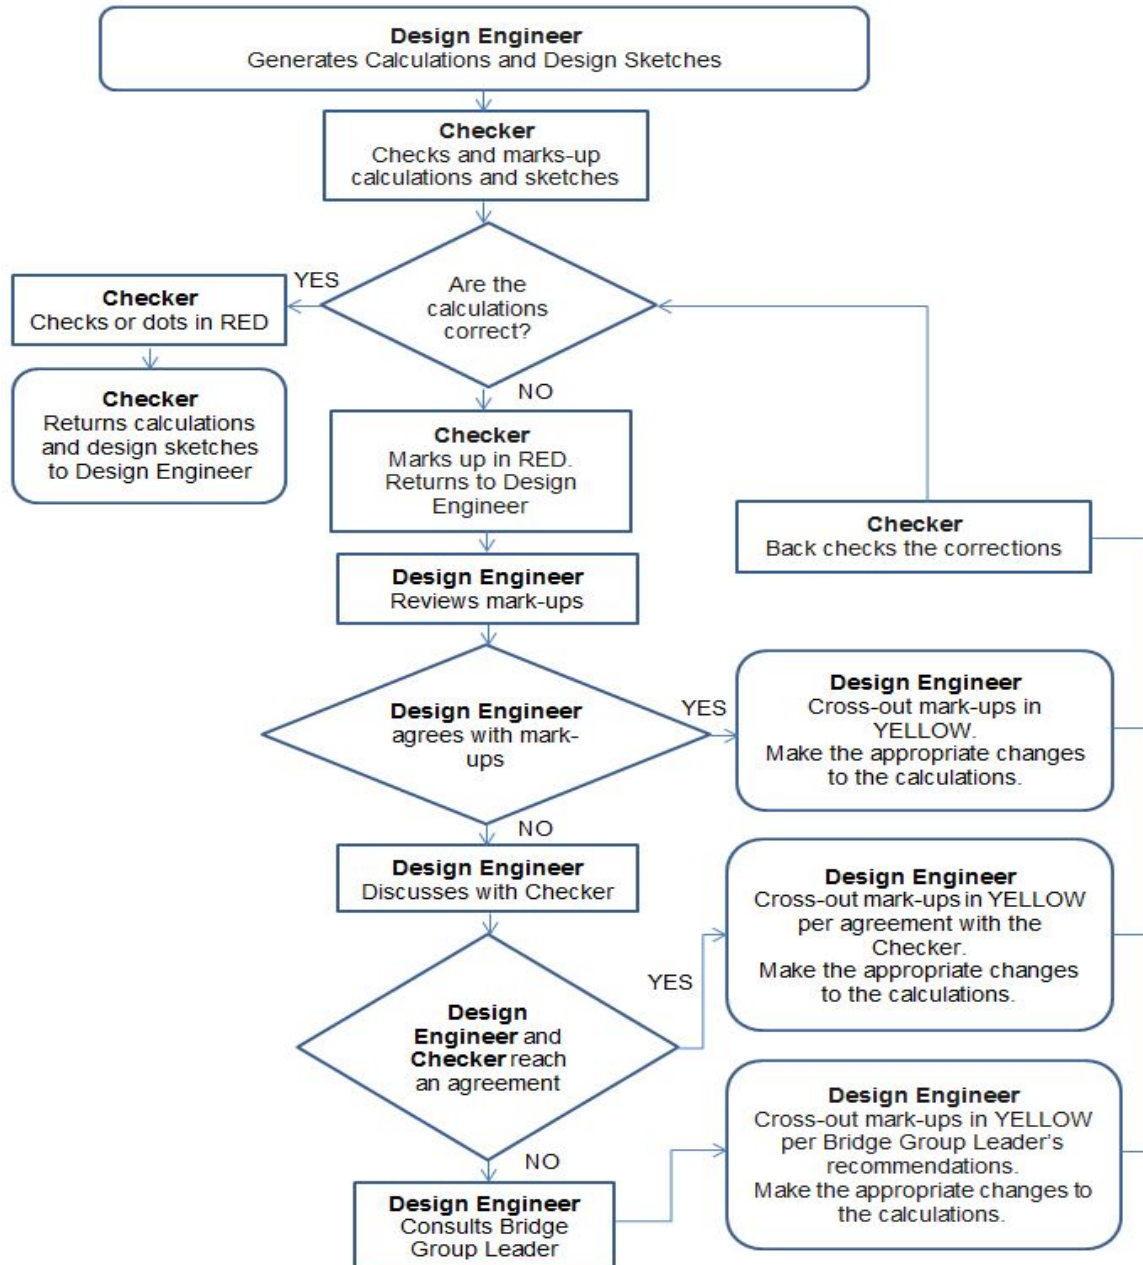 Design Engineer
Generates Calculations and Design Sketches
Checker
Checks and marks-up
calculations and sketches
Are the
calculations
correct?
YES
Checker
Checks or dots in RED
Checker
Returns calculations
and design sketches
to Design Engineer
NO
Checker
Marks up in RED.
Returns to Design
Engineer
Checker
Back checks the corrections
Design Engineer
Reviews mark-ups
Design Engineer
agrees with mark-
ups
YES
Design Engineer
Cross-out mark-ups in
YELLOW.
Make the appropriate changes
to the calculations.
NO
Design Engineer
Discusses with Checker
Design
Engineer and
Checker reach
an agreement
YES
Design Engineer
Cross-out mark-ups in YELLOW
per agreement with the
Checker.
Make the appropriate changes
to the calculations.
NO
Design Engineer
Consults Bridge
Group Leader
Design Engineer
Cross-out mark-ups in YELLOW
per Bridge Group Leader's
recommendations.
Make the appropriate changes to
the calculations.